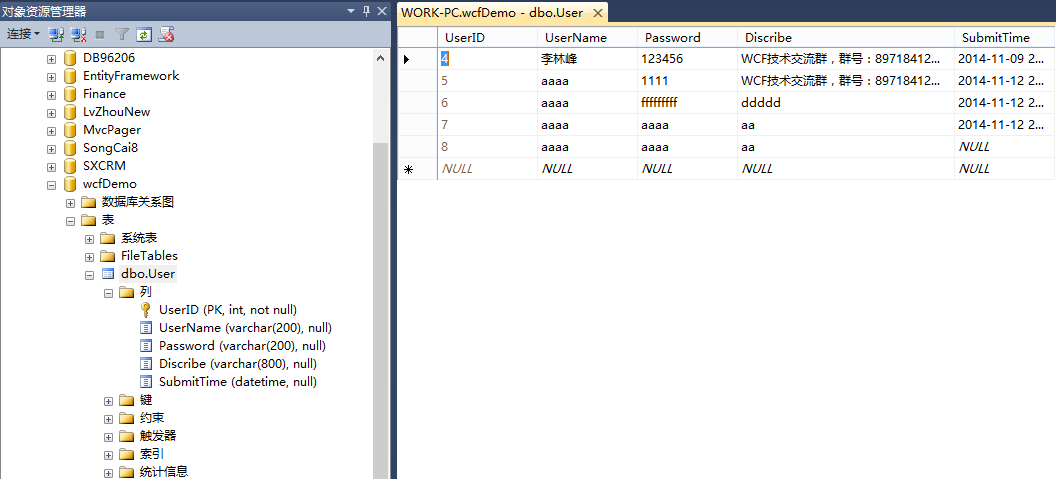 对象资源管理器
连接
DB96206
EntityFramework
Finance
LvZhouNew
MvcPager
SongCai8
SXCRM
wcfDemo
数据库关系图
表
系统表
FileTables
dbo.User
列
UserID (PK, int, not null)
UserName (varchar(200), null)
Password (varchar(200), null)
Discribe (varchar(800), null)
SubmitTime (datetime, null)
键
约束
触发器
索引
统计信息
WORK-PC.wcfDemo - dbo.User
UserID UserName Password Discribe SubmitTime
4 李林峰 123456 WCF技术交流群，群号：89718412... 2014-11-09 2...
5 aaaa 1111 WCF技术交流群，群号：89718412... 2014-11-12 2...
6 aaaa fffffffff ddddd 2014-11-12 2...
7 aaaa aaaa aa 2014-11-12 2...
8 aaaa aaaa aa NULL
NULL NULL NULL NULL NULL